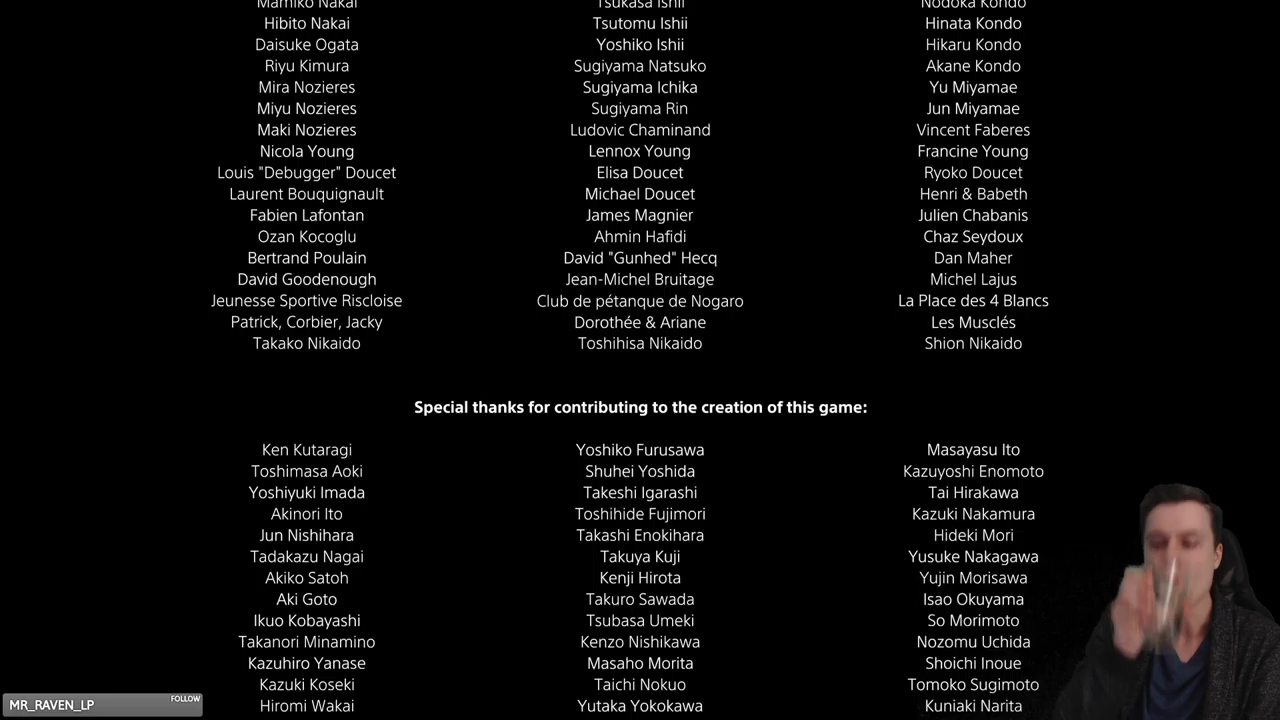 Mamiko Nakai Tsukasa Ishii Nodoka Kondo
Hibito Nakai Tsutomu Ishii Hinata Kondo
Daisuke Ogata Yoshiko Ishii Hikaru Kondo
Riyu Kimura Sugiyama Natsuko Akane Kondo
Mira Nozieres Sugiyama Ichika Yu Miyamae
Miyu Nozieres Sugiyama Rin Jun Miyamae
Maki Nozieres Ludovic Chaminand Vincent Faberes
Nicola Young Lennox Young Francine Young
Louis "Debugger" Doucet Elisa Doucet Ryoko Doucet
Laurent Bouquignault Michael Doucet Henri & Babeth
Fabien Lafontan James Magnier Julien Chabanis
Ozan Kocoglu Ahmin Hafidi Chaz Seydoux
Bertrand Poulain David "Gunhed" Hecq Dan Maher
David Goodenough Jean-Michel Bruitage Michel Lajus
Jeunesse Sportive Riscloise Club de pétanque de Nogaro La Place des 4 Blancs
Patrick, Corbier, Jacky Dorothée & Ariane Les Musclés
Takako Nikaido Toshihisa Nikaido Shion Nikaido
Special thanks for contributing to the creation of this game:
Ken Kutaragi Yoshiko Furusawa Masayasu Ito
Toshimasa Aoki Shuhei Yoshida Kazuyoshi Enomoto
Yoshiyuki Imada Takeshi Igarashi Tai Hirakawa
Akinori Ito Toshihide Fujimori Kazuki Nakamura
Jun Nishihara Takashi Enokihara Hideki Mori
Tadakazu Nagai Takuya Kuji Yusuke Nakagawa
Akiko Satoh Kenji Hirota Yujin Morisawa
Aki Goto Takuro Sawada Isao Okuyama
Ikuo Kobayashi Tsubasa Umeki So Morimoto
Takanori Minamino Kenzo Nishikawa Nozomu Uchida
Kazuhiro Yanase Masaho Morita Shoichi Inoue
Kazuki Koseki Taichi Nokuo Tomoko Sugimoto
Hiromi Wakai Yutaka Yokokawa Kuniaki Narita
MR_RAVEN_LP FOLLOW